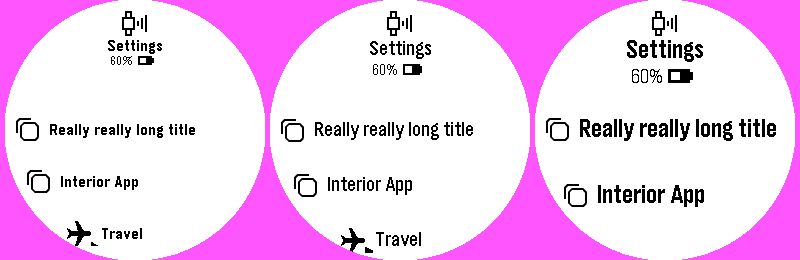 Settings
60%
Really really long title
Interior App
Travel
Settings
60%
Really really long title
Interior App
Travel
Settings
60%
Really really long title
Interior App